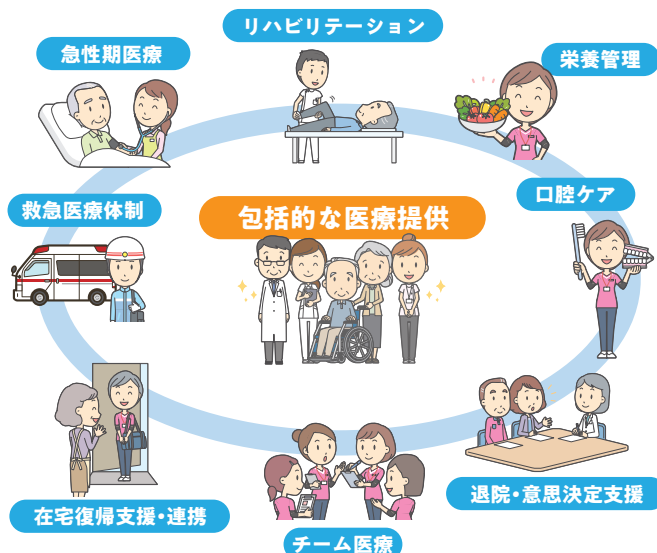 リハビリテーション
急性期医療
栄養管理
救急医療体制
包括的な医療提供
口腔ケア
在宅復帰支援・連携
退院・意思決定支援
チーム医療